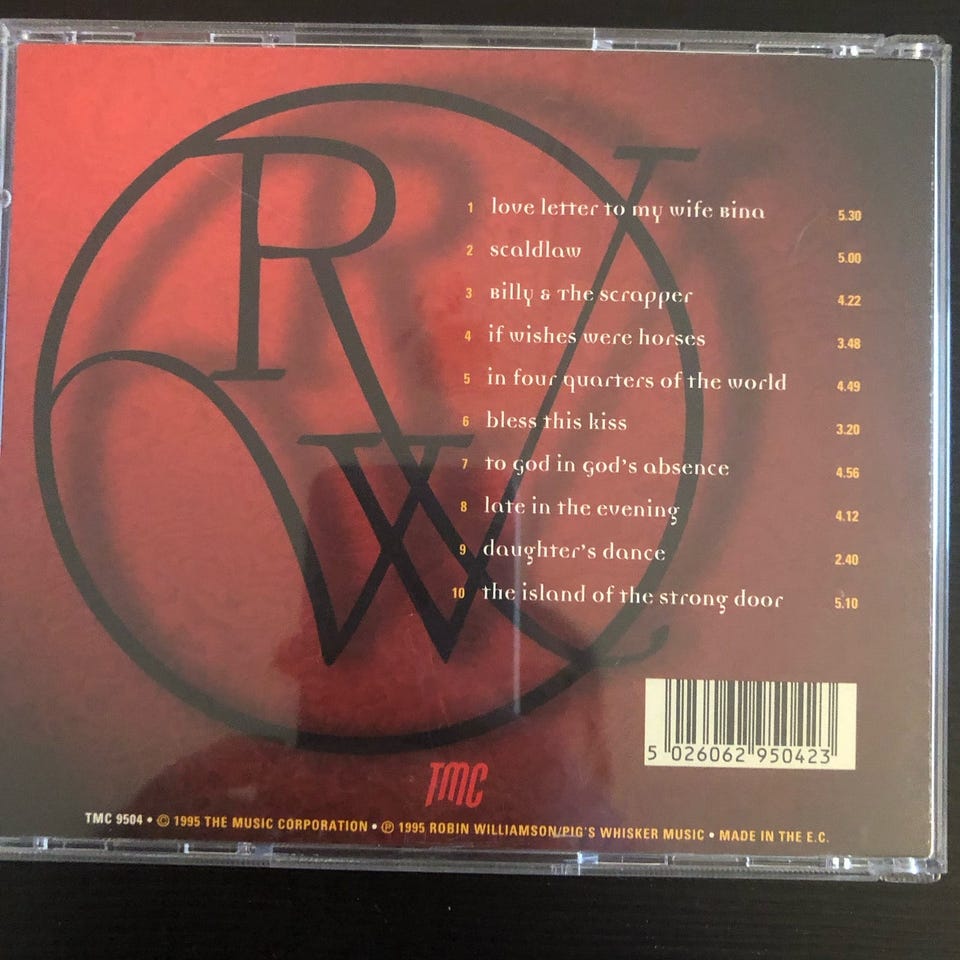 RW
1 love letter to my wife Bina 5.30
2 scaldlaw 5.00
3 Billy & The scrapper 4.22
4 if wishes were horses 3.48
5 in four quarters of the world 4.49
6 bless this kiss 3.20
7 to god in god's absence 4.56
8 late in the evening 4.12
9 daughter's dance 2.40
10 the island of the strong door 5.10
5 026062 950423
TMC
TMC 9504 • © 1995 THE MUSIC CORPORATION • ℗ 1995 ROBIN WILLIAMSON/PIG'S WHISKER MUSIC • MADE IN THE E.C.